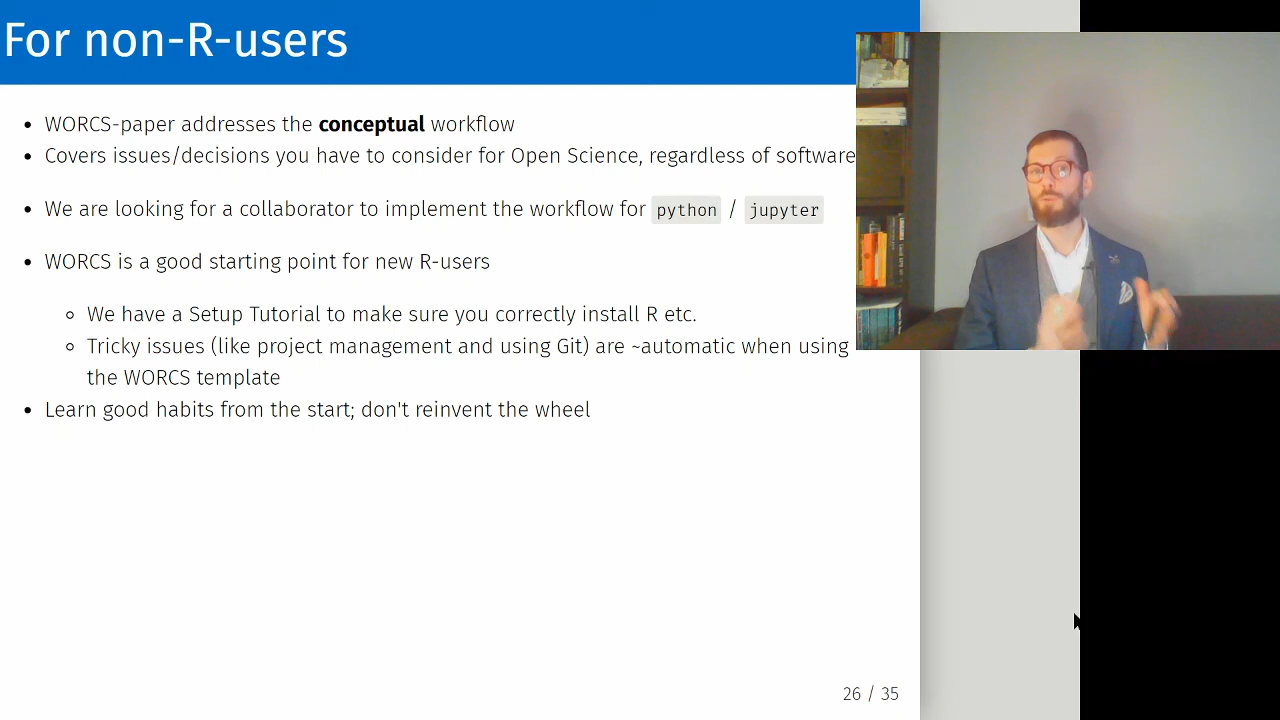 For non-R-users
• WORCS-paper addresses the conceptual workflow
• Covers issues/decisions you have to consider for Open Science, regardless of software
• We are looking for a collaborator to implement the workflow for python / jupyter
• WORCS is a good starting point for new R-users
◦ We have a Setup Tutorial to make sure you correctly install R etc.
◦ Tricky issues (like project management and using Git) are ~automatic when using
the WORCS template
• Learn good habits from the start; don't reinvent the wheel
26 / 35